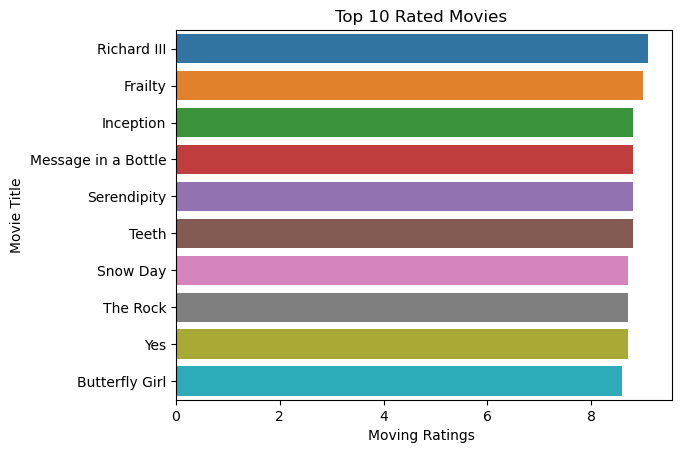 Top 10 Rated Movies
Movie Title
Richard III
Frailty
Inception
Message in a Bottle
Serendipity
Teeth
Snow Day
The Rock
Yes
Butterfly Girl
0 2 4 6 8
Moving Ratings